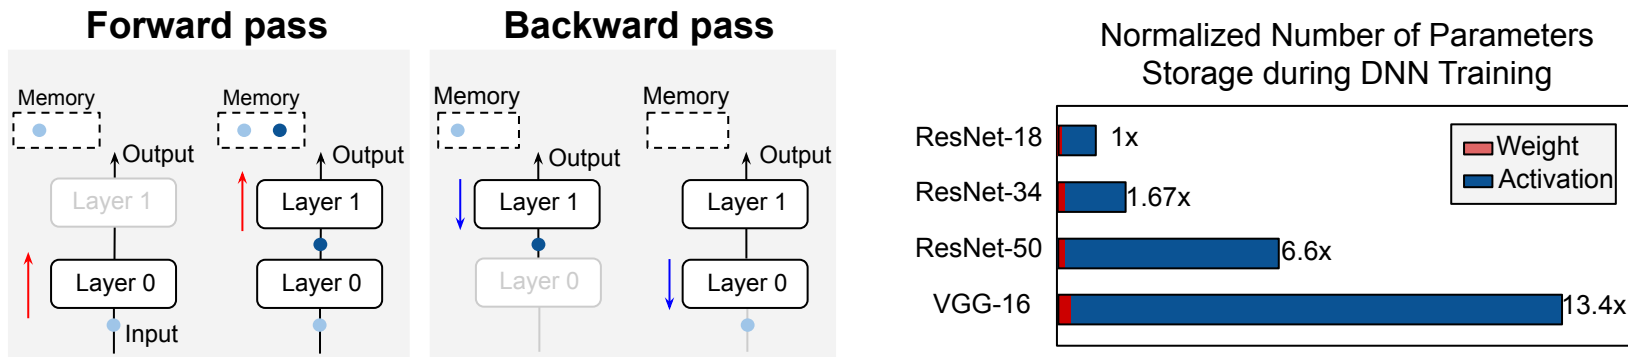 Forward pass
Memory
Output
Layer 1
Layer 0
Input
Memory
Output
Layer 1
Layer 0
Backward pass
Memory
Output
Layer 1
Layer 0
Memory
Output
Layer 1
Layer 0
Normalized Number of Parameters
Storage during DNN Training
ResNet-18 1x
ResNet-34 1.67x
ResNet-50 6.6x
VGG-16 13.4x
Weight
Activation